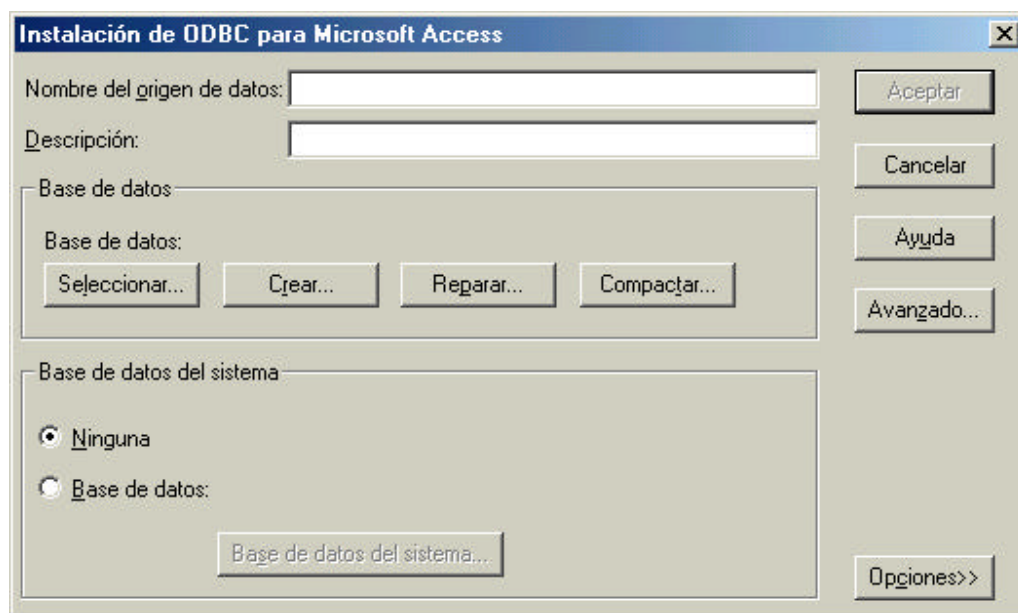 Instalación de ODBC para Microsoft Access
Nombre del origen de datos:
Aceptar
Descripción:
Cancelar
Base de datos
Base de datos:
Seleccionar... Crear... Reparar... Compactar...
Ayuda
Avanzado...
Base de datos del sistema
Ninguna
Base de datos:
Base de datos del sistema...
Opciones>>